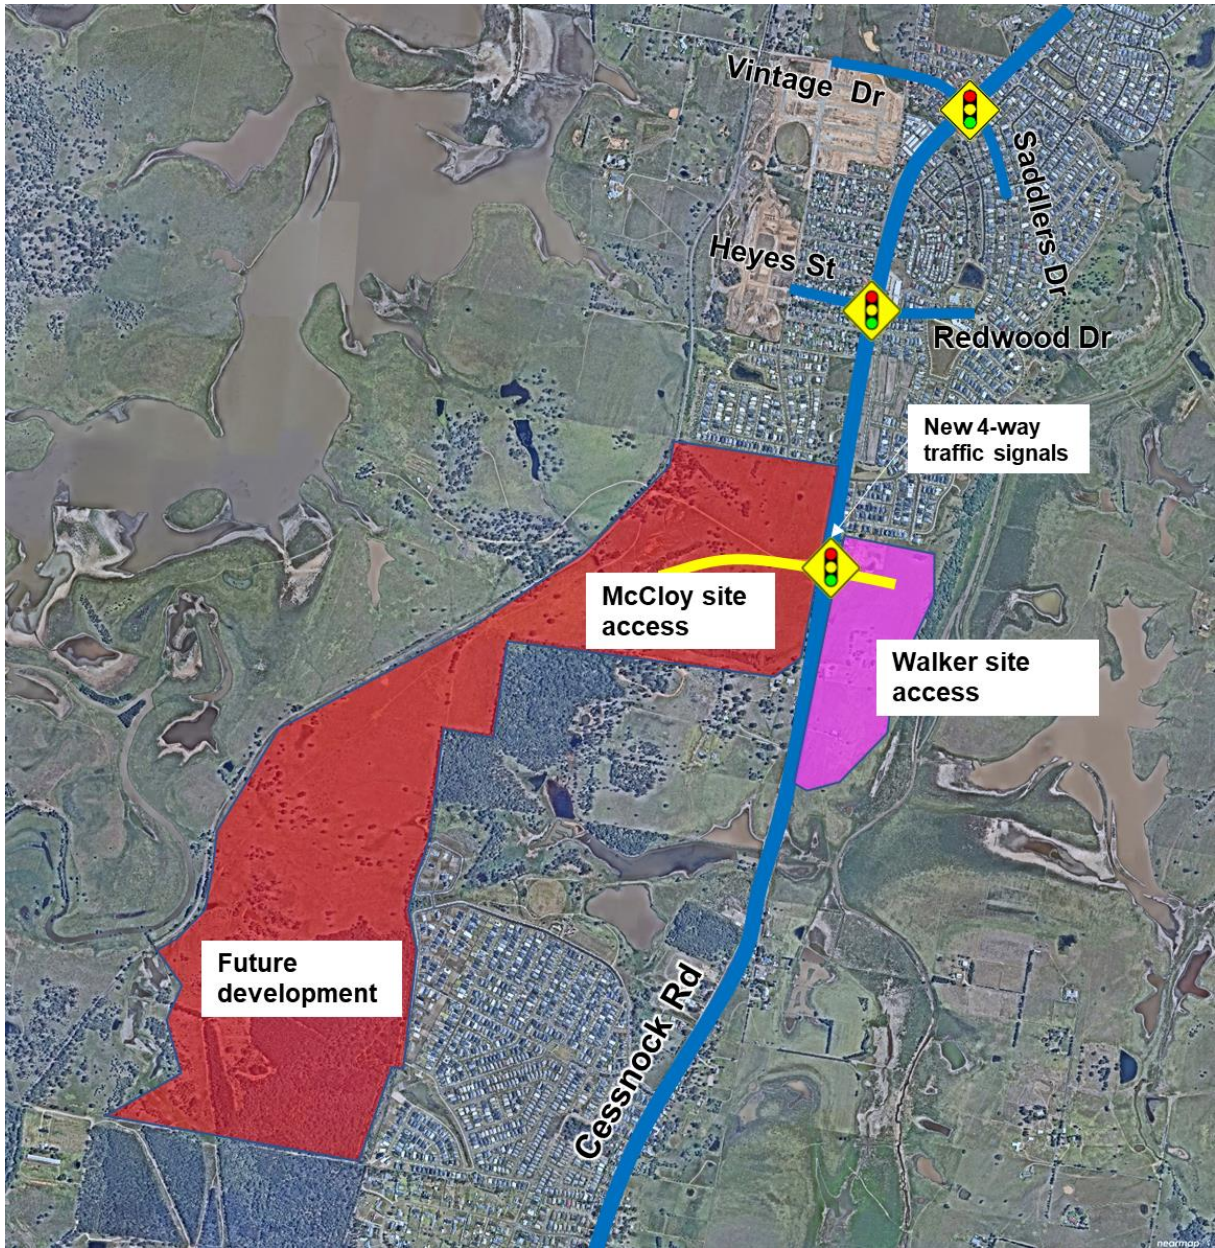 Vintage Dr
Saddlers Dr
Heyes St
Redwood Dr
New 4-way
traffic signals
McCloy site
access
Walker site
access
Future
development
Cessnock Rd
nearmap